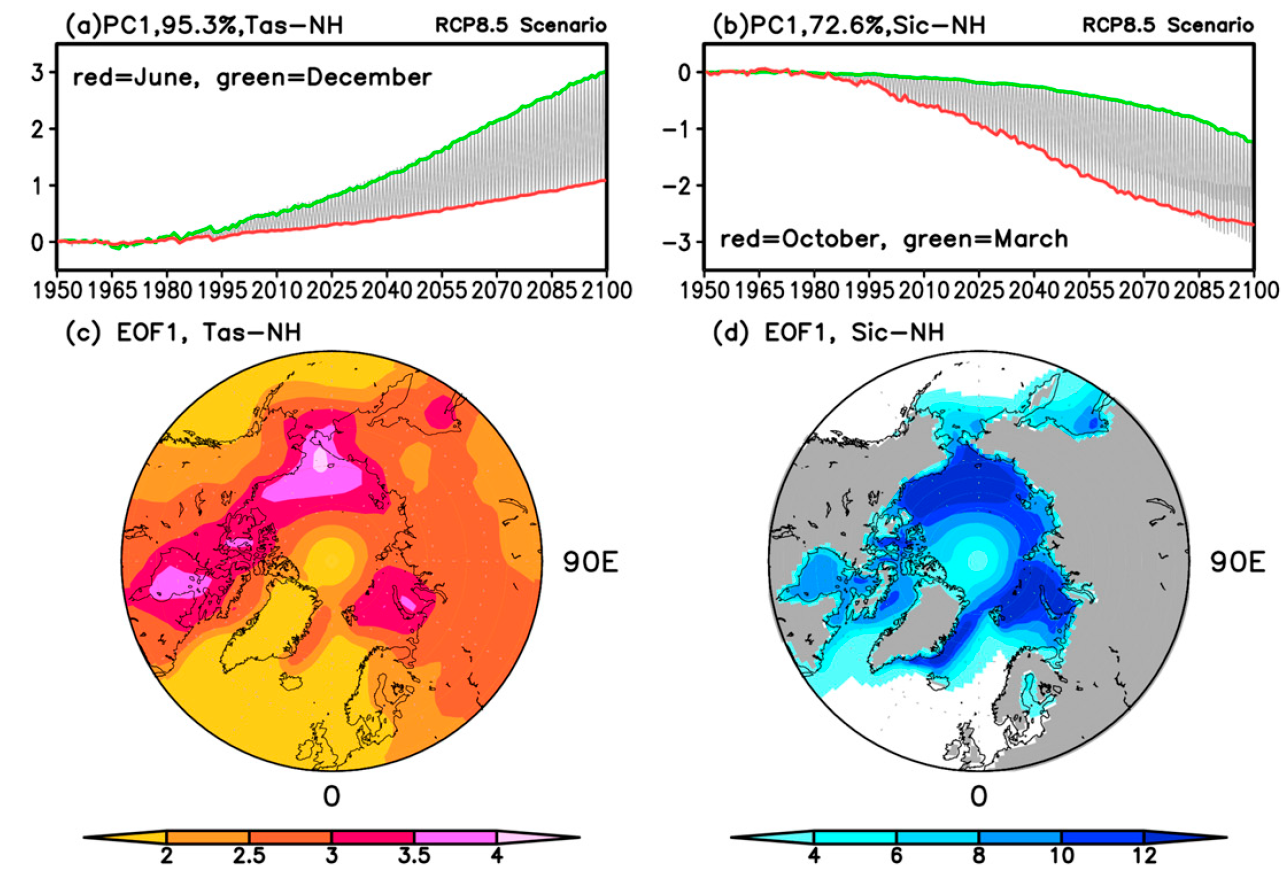 (a)PC1,95.3%,Tas−NH RCP8.5 Scenario
red=June, green=December
3
2
1
0
1950 1965 1980 1995 2010 2025 2040 2055 2070 2085 2100
(b)PC1,72.6%,Sic−NH RCP8.5 Scenario
0
−1
−2
−3
red=October, green=March
1950 1965 1980 1995 2010 2025 2040 2055 2070 2085 2100
(c) EOF1, Tas−NH
90E
0
2 2.5 3 3.5 4
(d) EOF1, Sic−NH
90E
0
4 6 8 10 12